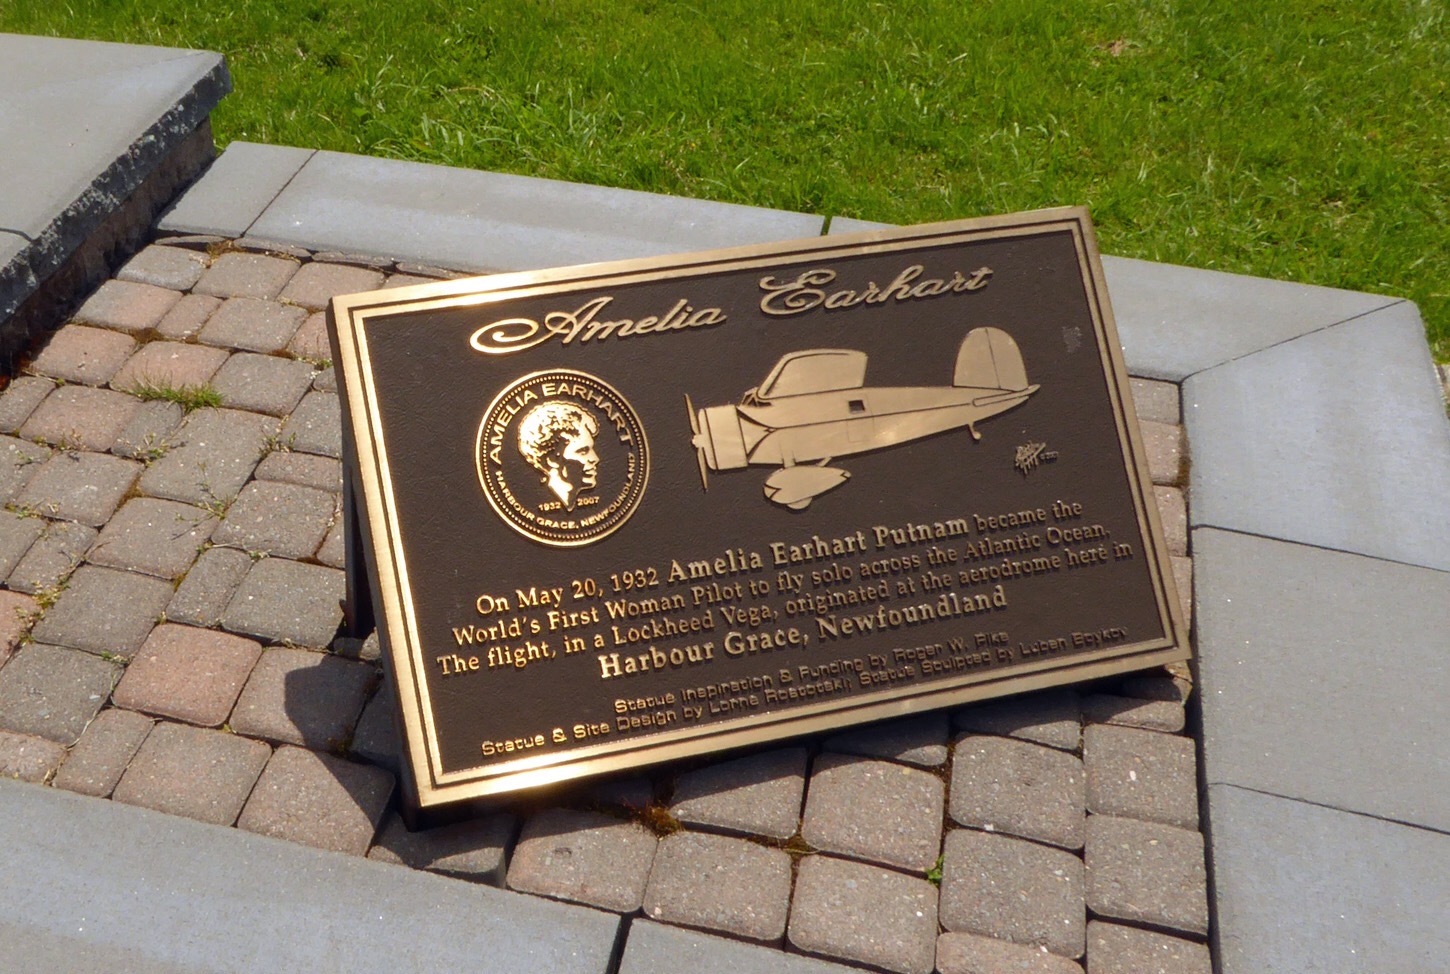 Amelia Earhart
AMELIA EARHART
1932 2007
HARBOUR GRACE, NEWFOUNDLAND
On May 20, 1932 Amelia Earhart Putnam became the
World's First Woman Pilot to fly solo across the Atlantic Ocean.
The flight, in a Lockheed Vega, originated at the aerodrome here in
Harbour Grace, Newfoundland
Statue Inspiration & Funding by Roger W. Pike
Statue & Site Design by Lorne Rostotski; Statue Sculpted by Luben Boykov